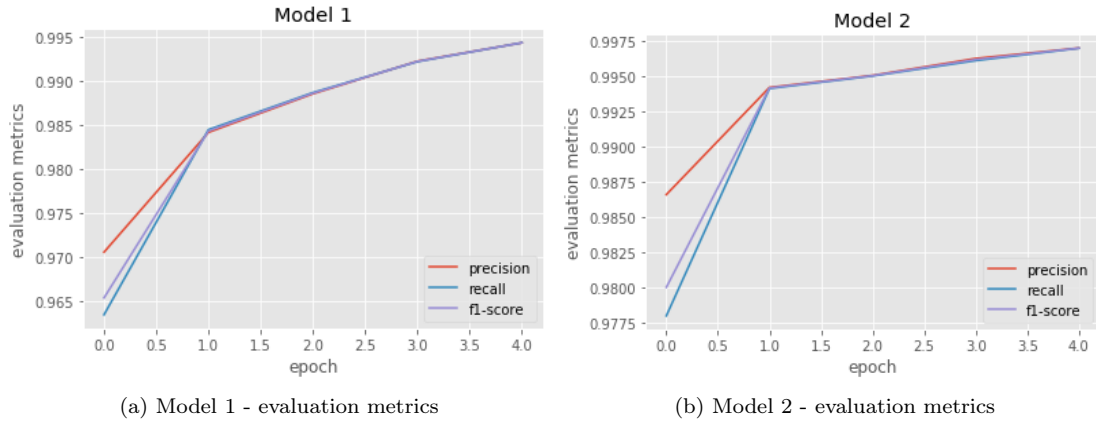 Model 1
0.995
0.990
0.985
0.980
0.975
0.970
0.965
evaluation metrics
precision
recall
f1-score
0.0 0.5 1.0 1.5 2.0 2.5 3.0 3.5 4.0
epoch
(a) Model 1 - evaluation metrics
Model 2
0.9975
0.9950
0.9925
0.9900
0.9875
0.9850
0.9825
0.9800
0.9775
evaluation metrics
precision
recall
f1-score
0.0 0.5 1.0 1.5 2.0 2.5 3.0 3.5 4.0
epoch
(b) Model 2 - evaluation metrics